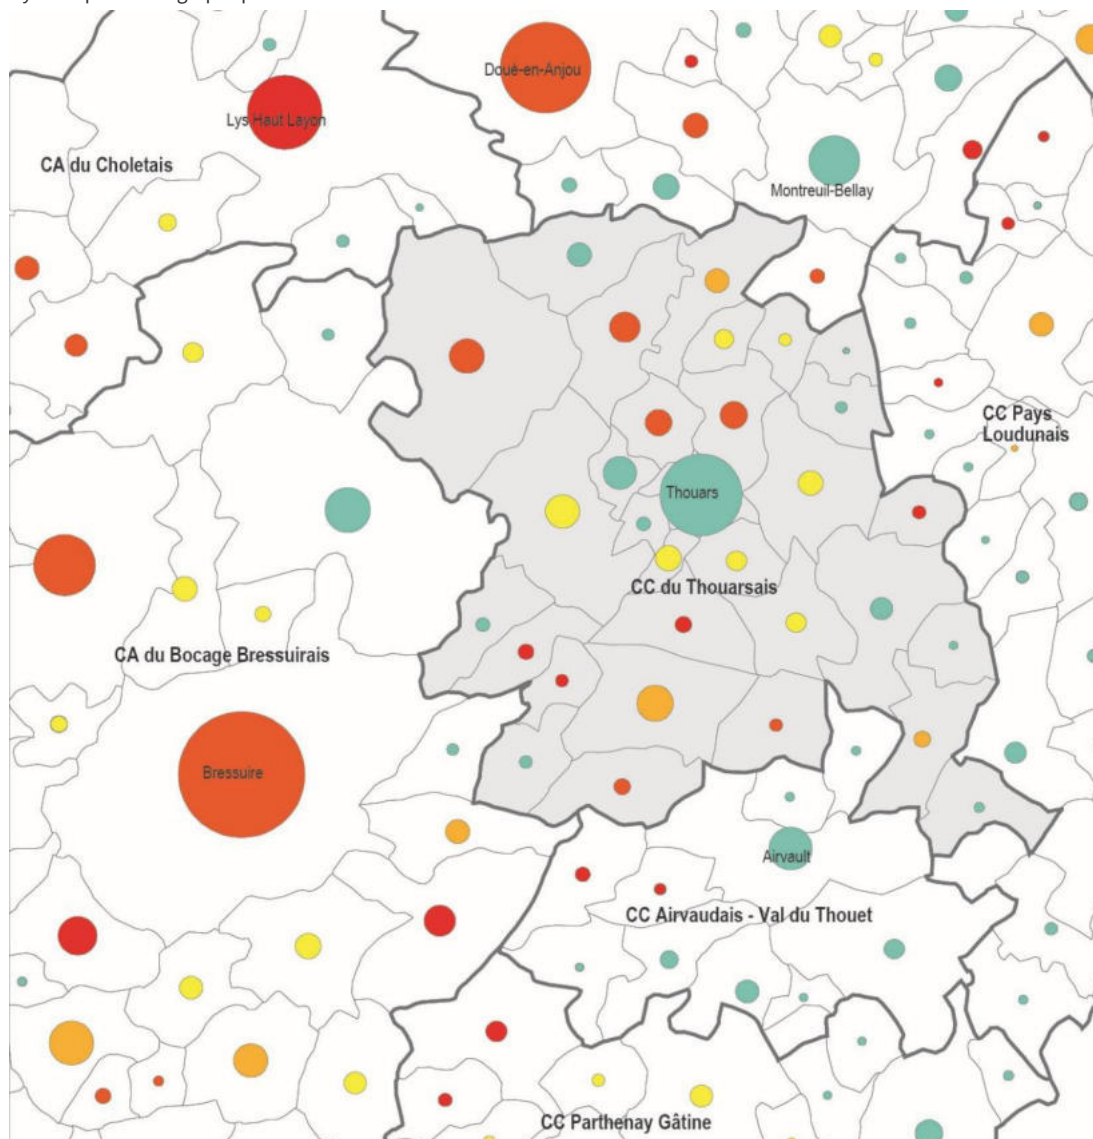 Doué-en-Anjou
Lys Haut Layon
CA du Choletais
Montreuil-Bellay
CC Pays
Loudunais
Thouars
CC du Thouarsais
CA du Bocage Bressuirais
Bressuire
Airvault
CC Airvaudais - Val du Thouet
CC Parthenay Gâtine